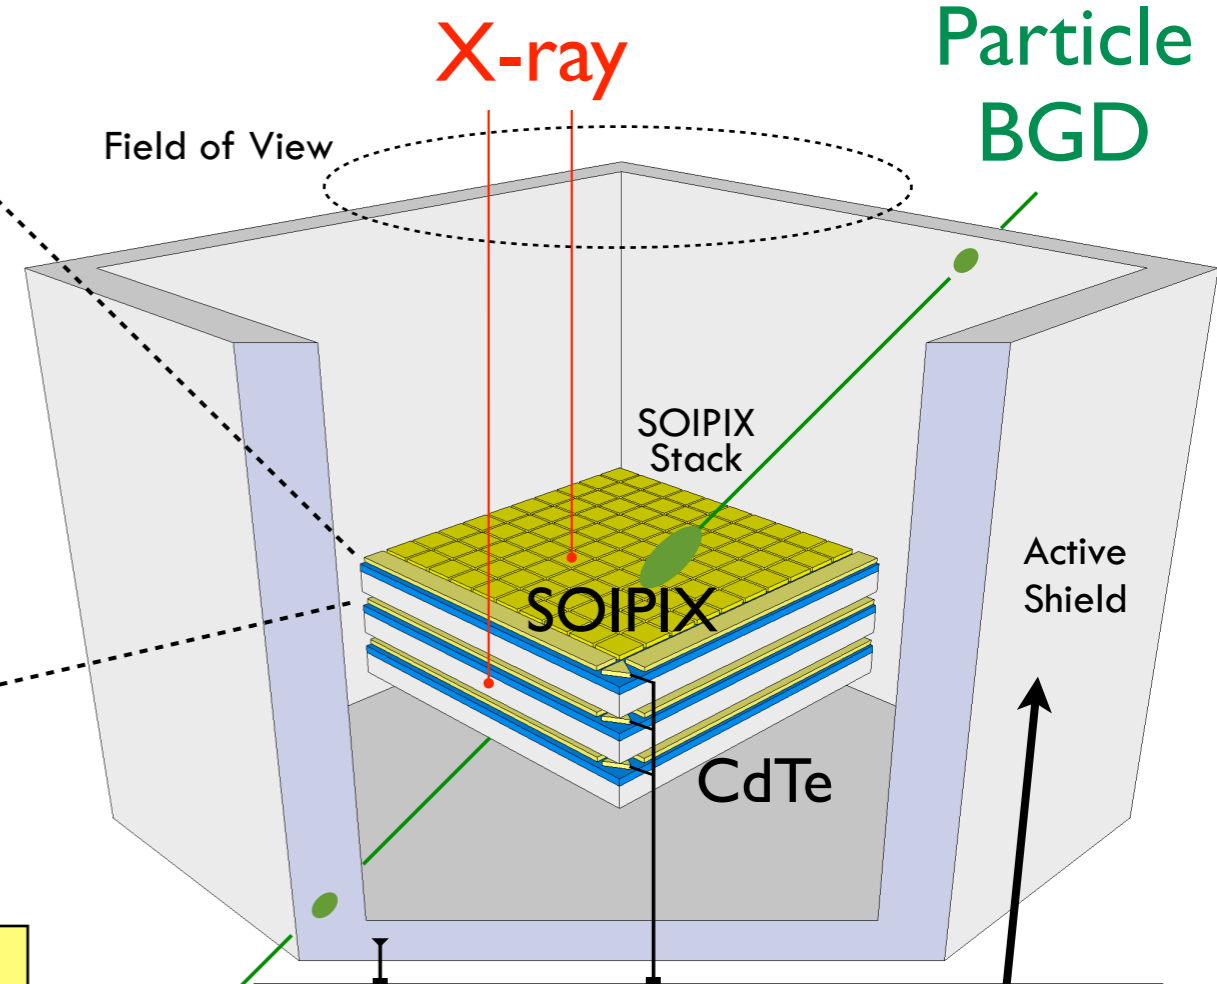 X-ray
Particle
BGD
Field of View
SOIPIX
Stack
Active
Shield
SOIPIX
CdTe